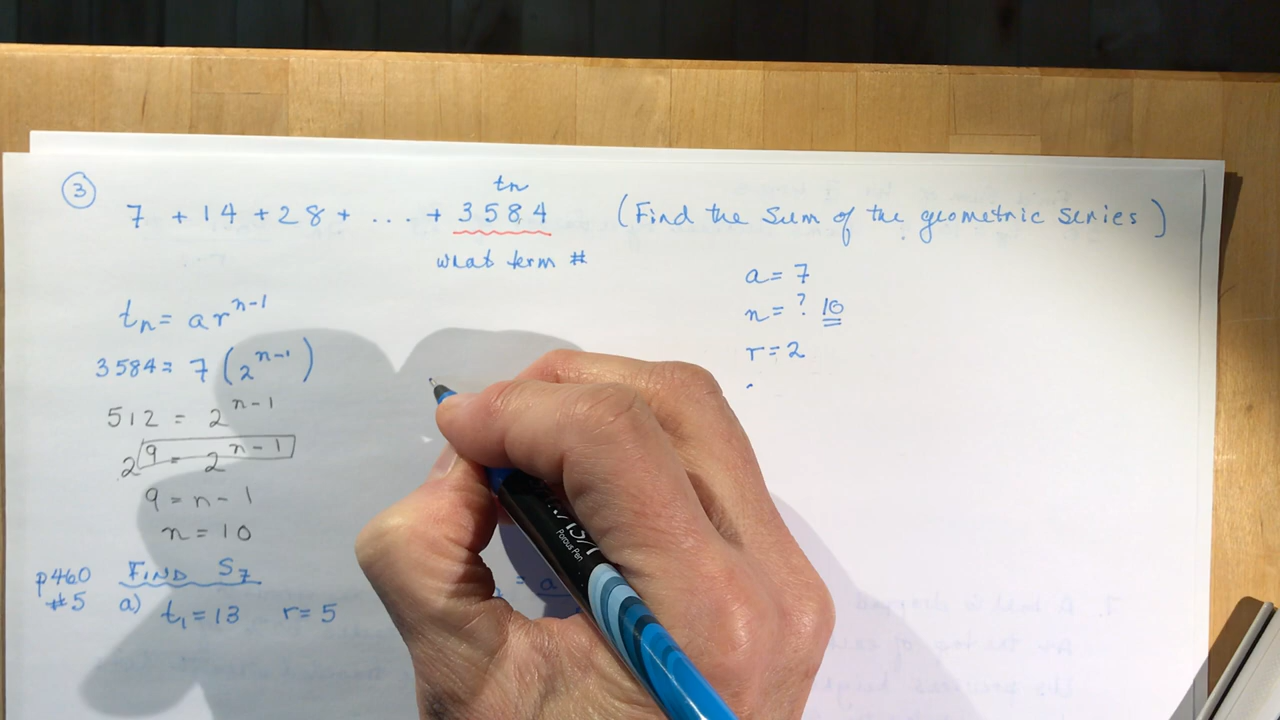 ③
tn
7 + 14 + 28 + ... + 3584 (Find the Sum of the geometric series)
what term #
a = 7
n = ? 10
r = 2
tn = ar^n-1
3584 = 7 (2^n-1)
512 = 2^n-1
2^9 = 2^n-1
9 = n-1
n = 10
p460 #5
FIND S7
a) t1 = 13 r = 5
= a
Porous Pen